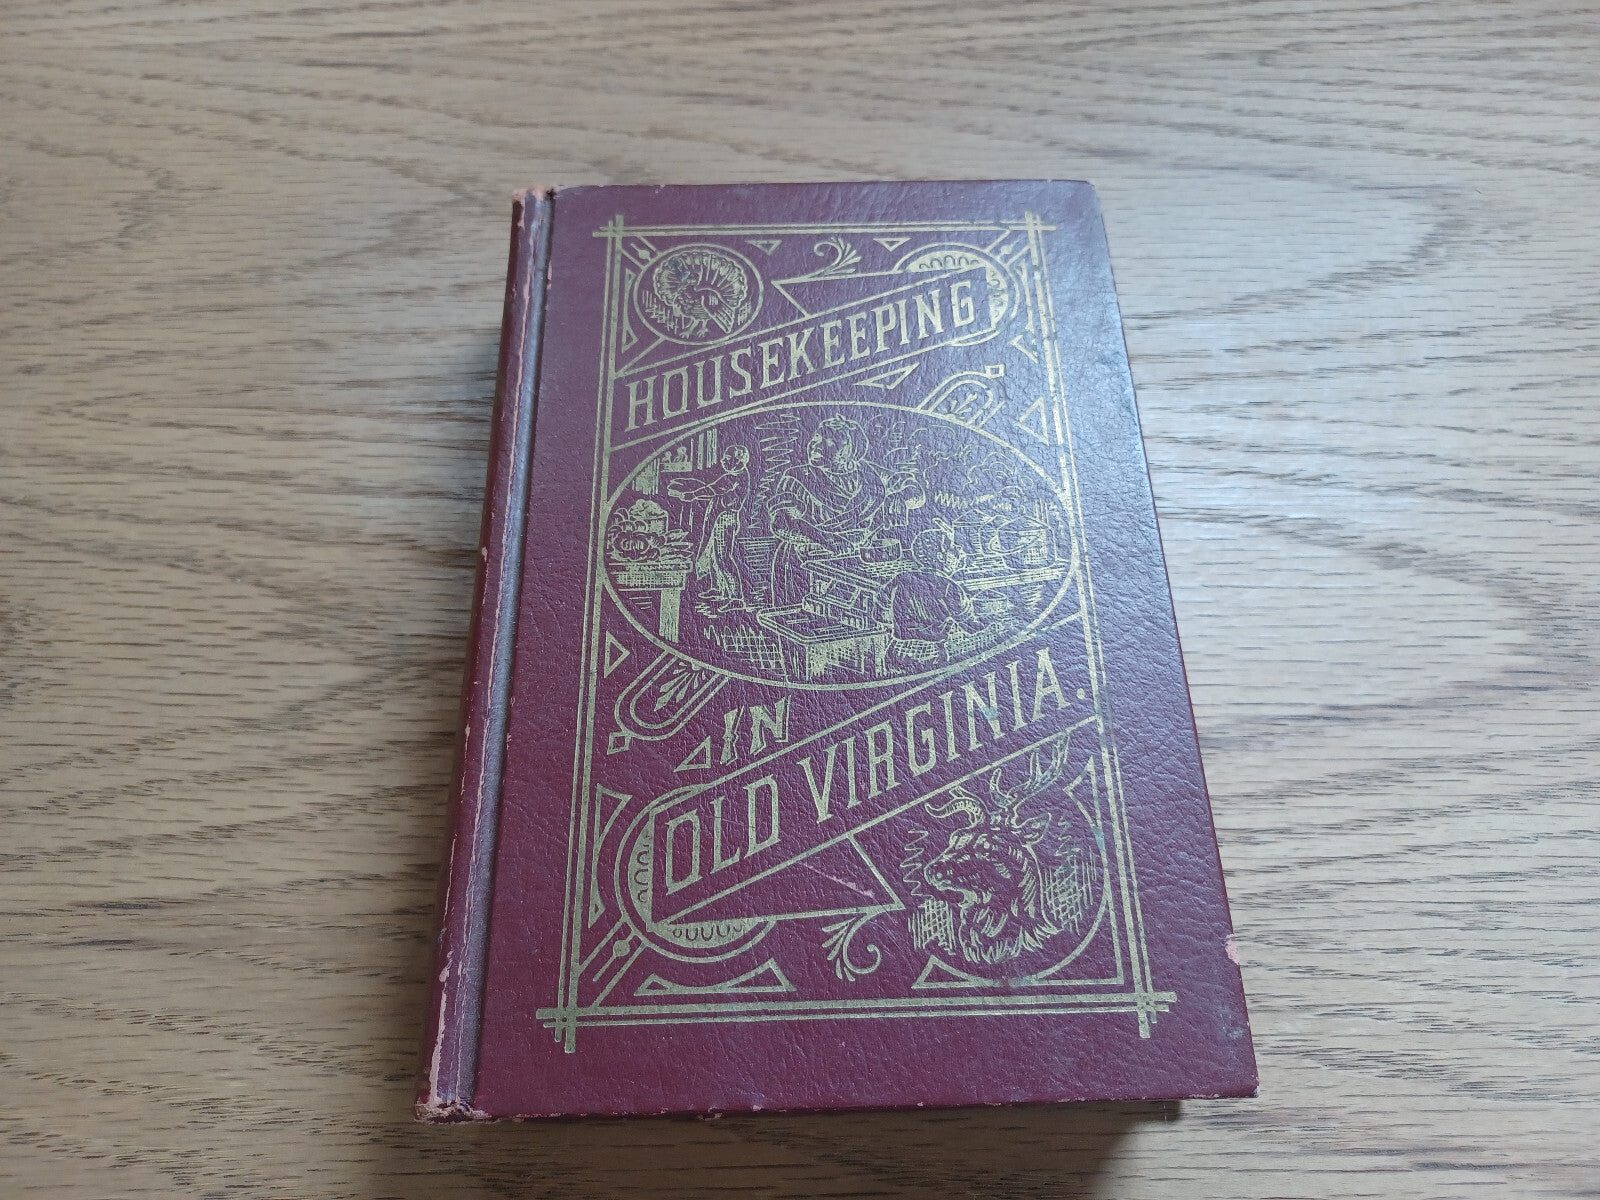 HOUSEKEEPING
IN
OLD VIRGINIA.